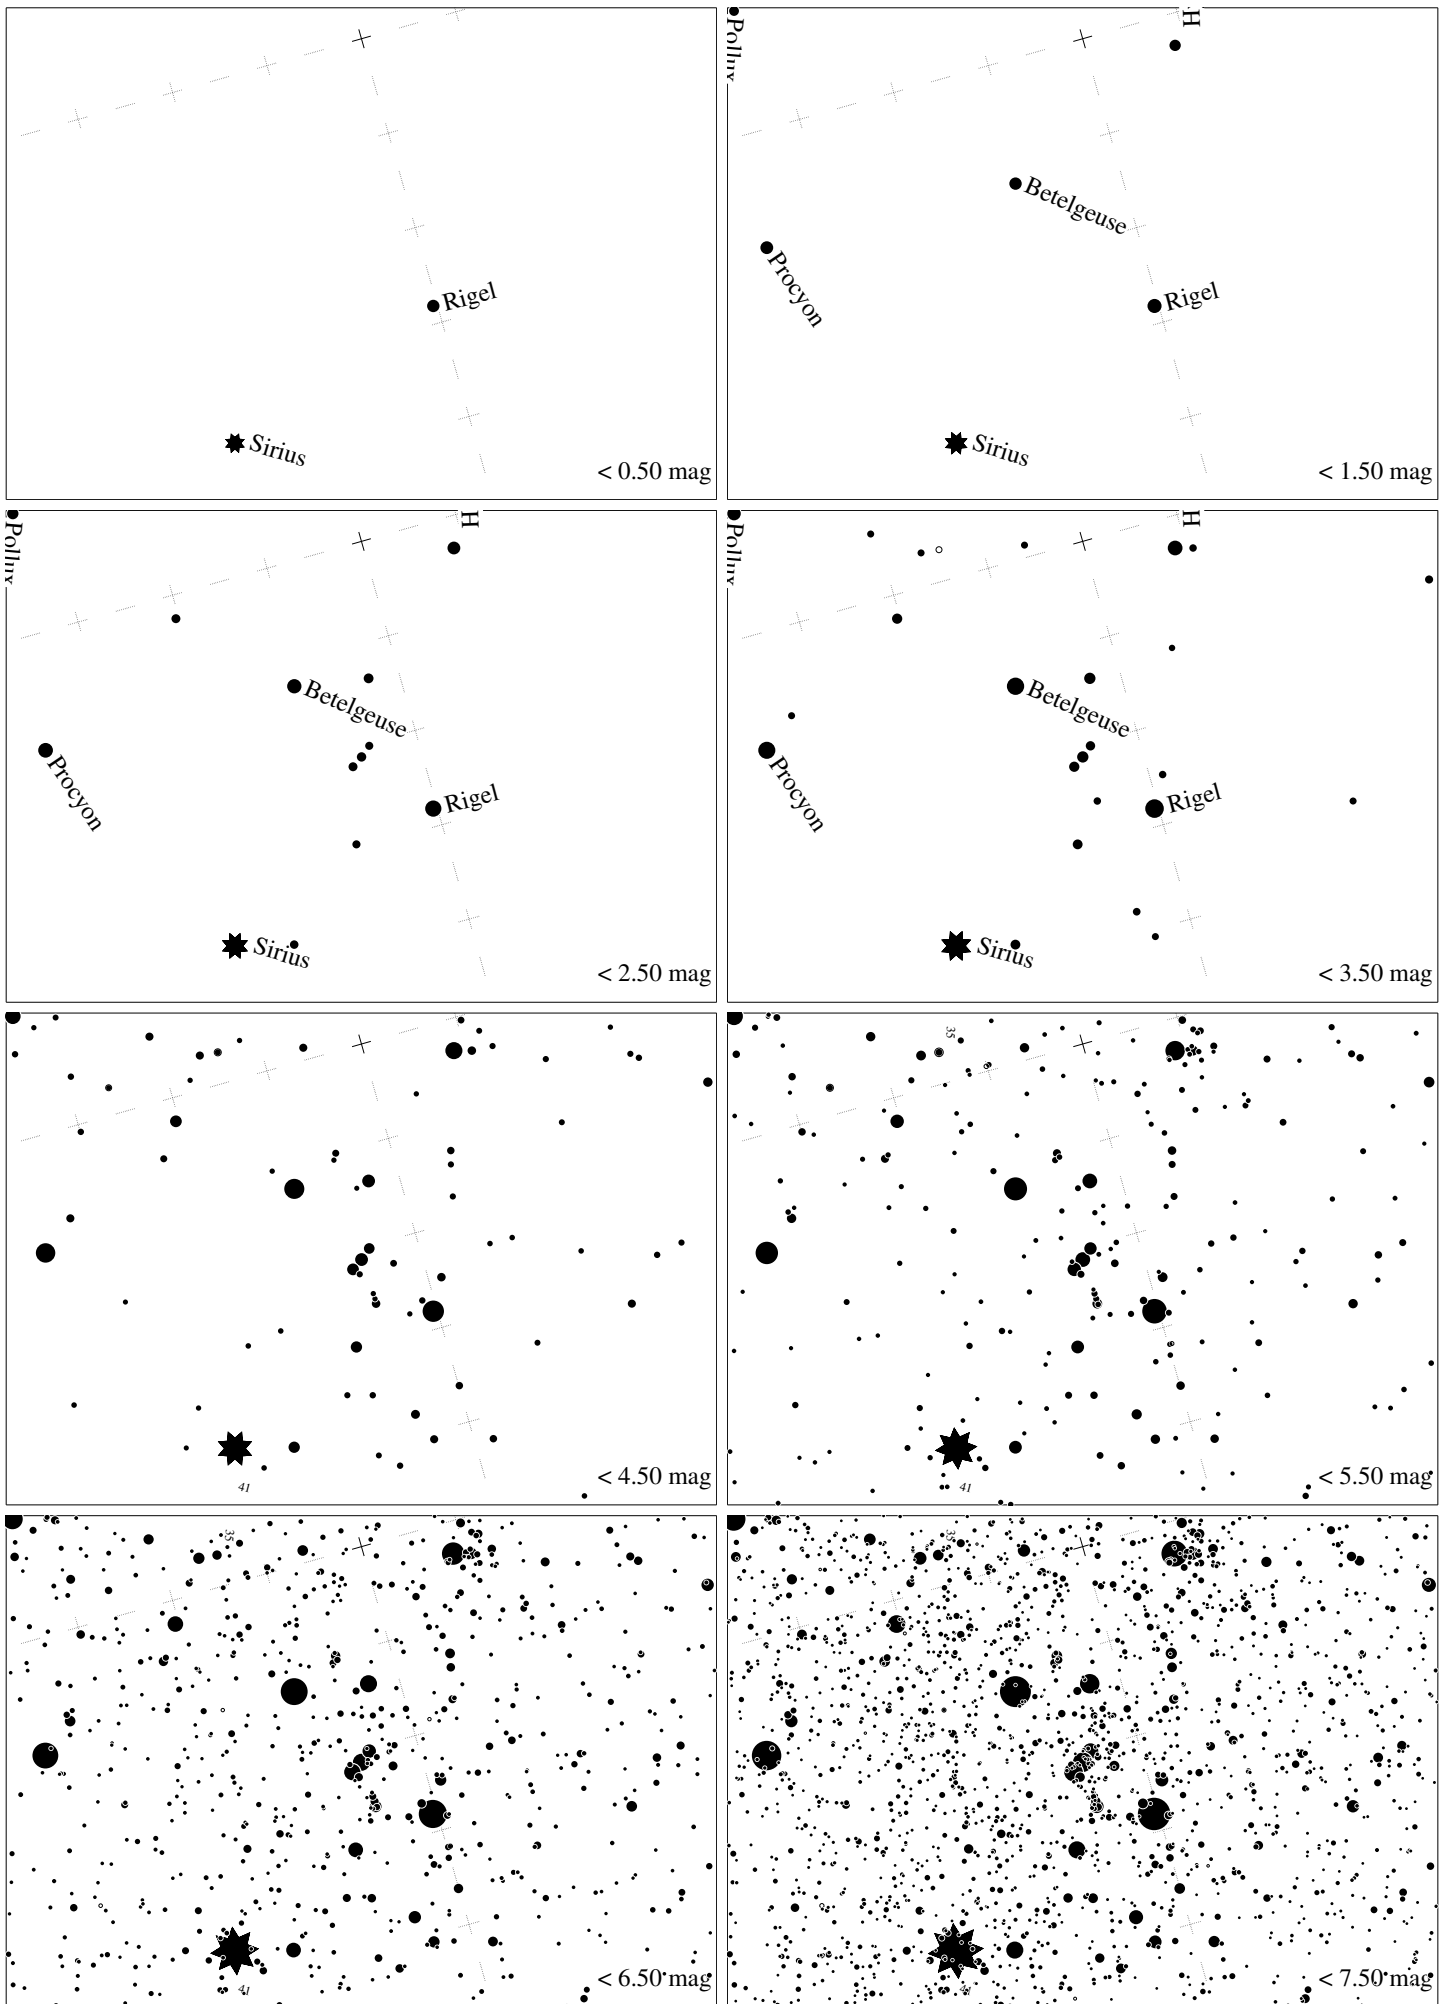 Rigel
Sirius
< 0.50 mag
Pollux
H
Betelgeuse
Procyon
Rigel
Sirius
< 1.50 mag
Pollux
H
Betelgeuse
Procyon
Rigel
Sirius
< 2.50 mag
Pollux
H
Betelgeuse
Procyon
Rigel
Sirius
< 3.50 mag
41
< 4.50 mag
35
41
< 5.50 mag
35
41
< 6.50 mag
35
41
< 7.50 mag